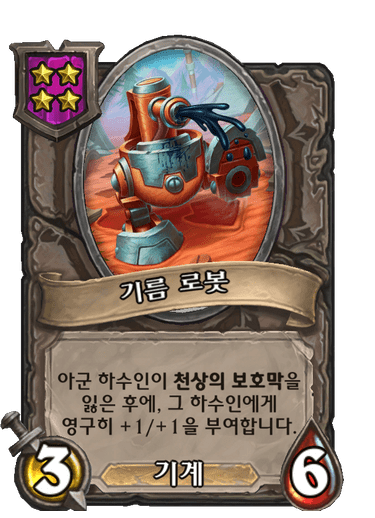 기름 로봇
아군 하수인이 천상의 보호막을
잃은 후에, 그 하수인에게
영구히 +1/+1을 부여합니다.
3
기계
6